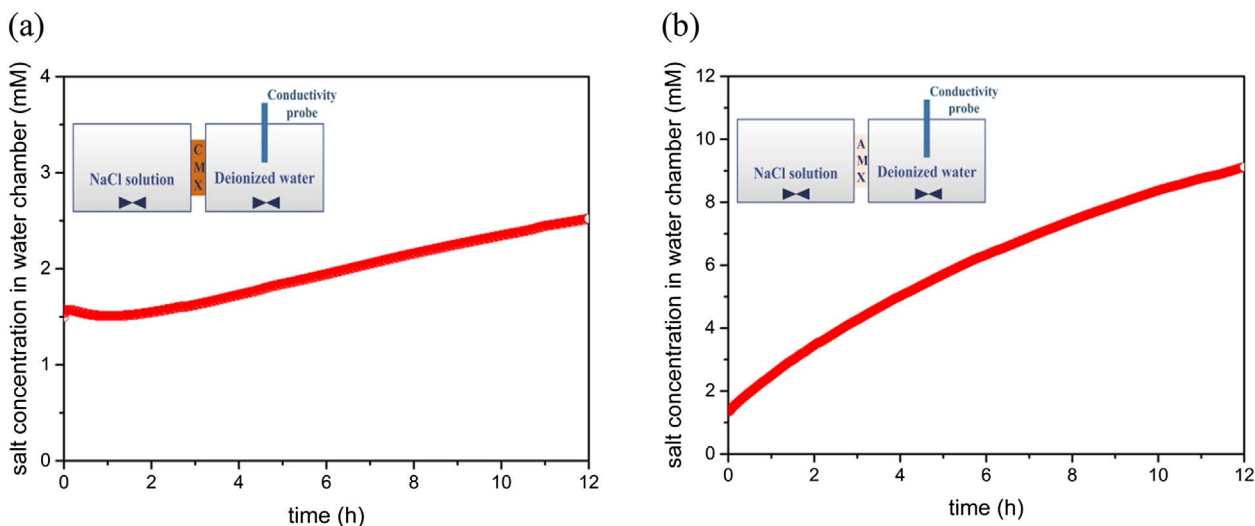 (a)
salt concentration in water chamber (mM)
4
3
2
1
0
0 2 4 6 8 10 12
time (h)
Conductivity
probe
NaCl solution
C
M
X
Deionized water
(b)
salt concentration in water chamber (mM)
12
10
8
6
4
2
0
0 2 4 6 8 10 12
time (h)
Conductivity
probe
NaCl solution
A
M
X
Deionized water